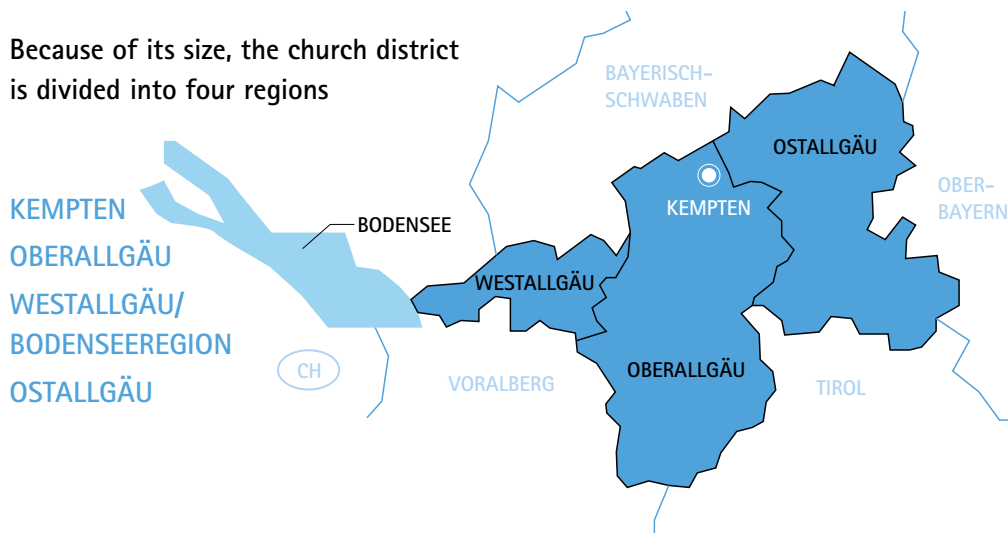 Because of its size, the church district
is divided into four regions
KEMPTEN
OBERALLGÄU
WESTALLGÄU/
BODENSEEREGION
OSTALLGÄU
BODENSEE
CH
BAYERISCH-
SCHWABEN
OSTALLGÄU
OBER-
BAYERN
KEMPTEN
WESTALLGÄU
OBERALLGÄU
VORALBERG
TIROL